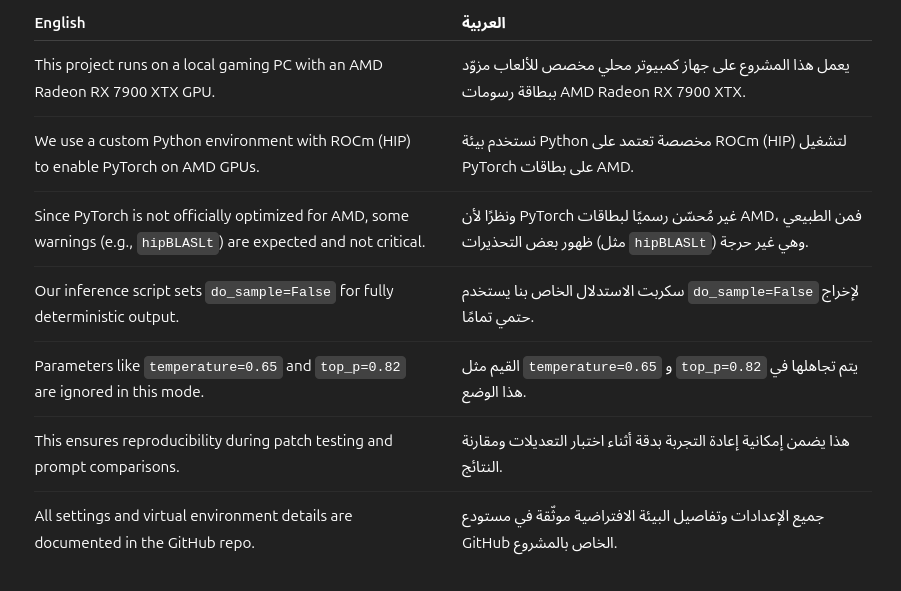 English
العربية
This project runs on a local gaming PC with an AMD
Radeon RX 7900 XTX GPU.
يعمل هذا المشروع على جهاز كمبيوتر محلي مخصص للألعاب مزوّد
ببطاقة رسومات AMD Radeon RX 7900 XTX.
We use a custom Python environment with ROCm (HIP)
to enable PyTorch on AMD GPUs.
نستخدم بيئة Python مخصصة تعتمد على ROCm (HIP) لتشغيل
PyTorch على بطاقات AMD.
Since PyTorch is not officially optimized for AMD, some
warnings (e.g., hipBLASLt) are expected and not critical.
ونظرًا لأن PyTorch غير مُحسّن رسميًا لبطاقات AMD، فمن الطبيعي
ظهور بعض التحذيرات (مثل hipBLASLt) وهي غير حرجة.
Our inference script sets do_sample=False for fully
deterministic output.
سكربت الاستدلال الخاص بنا يستخدم do_sample=False لإخراج
حتمي تمامًا.
Parameters like temperature=0.65 and top_p=0.82
are ignored in this mode.
القيم مثل temperature=0.65 و top_p=0.82 يتم تجاهلها في
هذا الوضع.
This ensures reproducibility during patch testing and
prompt comparisons.
هذا يضمن إمكانية إعادة التجربة بدقة أثناء اختبار التعديلات ومقارنة
النتائج.
All settings and virtual environment details are
documented in the GitHub repo.
جميع الإعدادات وتفاصيل البيئة الافتراضية موثّقة في مستودع
GitHub الخاص بالمشروع.